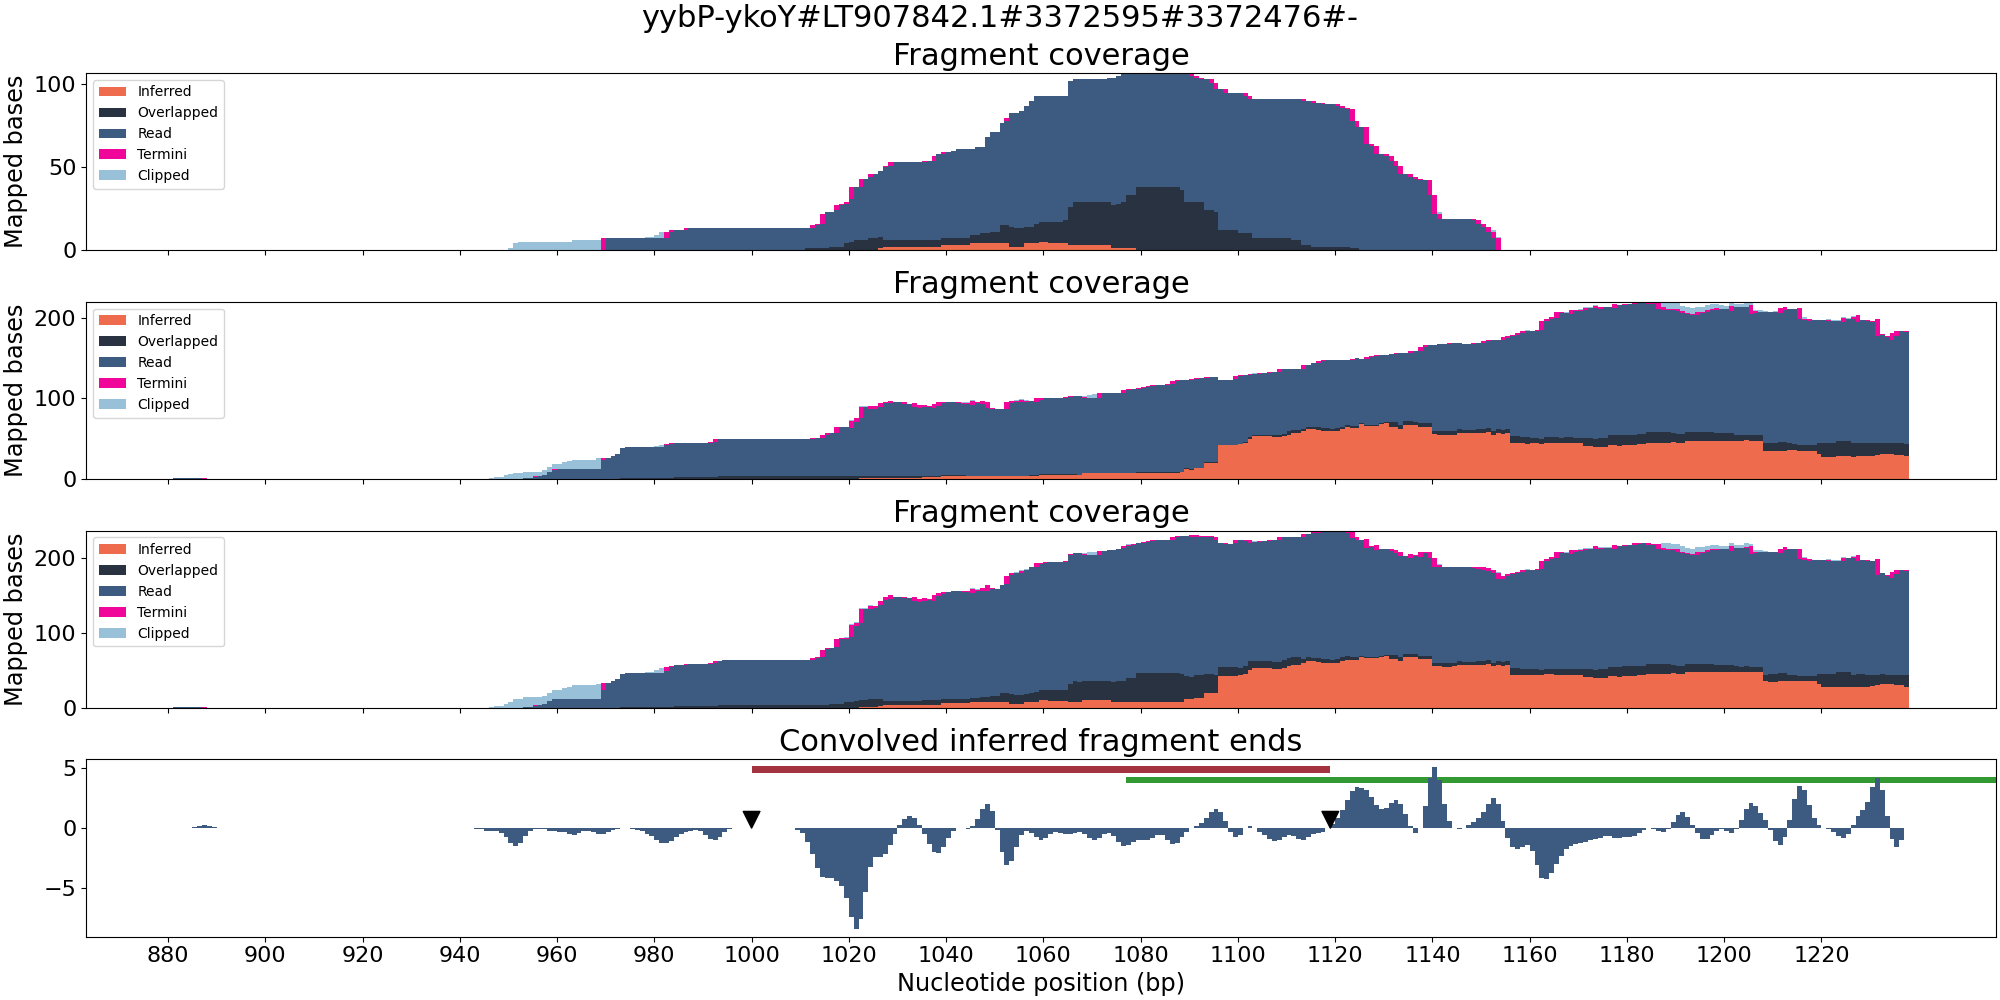 yybP-ykoY#LT907842.1#3372595#3372476#-
Fragment coverage
Mapped bases
100
50
0
Inferred
Overlapped
Read
Termini
Clipped
Fragment coverage
Mapped bases
200
100
0
Inferred
Overlapped
Read
Termini
Clipped
Fragment coverage
Mapped bases
200
100
0
Inferred
Overlapped
Read
Termini
Clipped
Convolved inferred fragment ends
5
0
−5
880 900 920 940 960 980 1000 1020 1040 1060 1080 1100 1120 1140 1160 1180 1200 1220
Nucleotide position (bp)